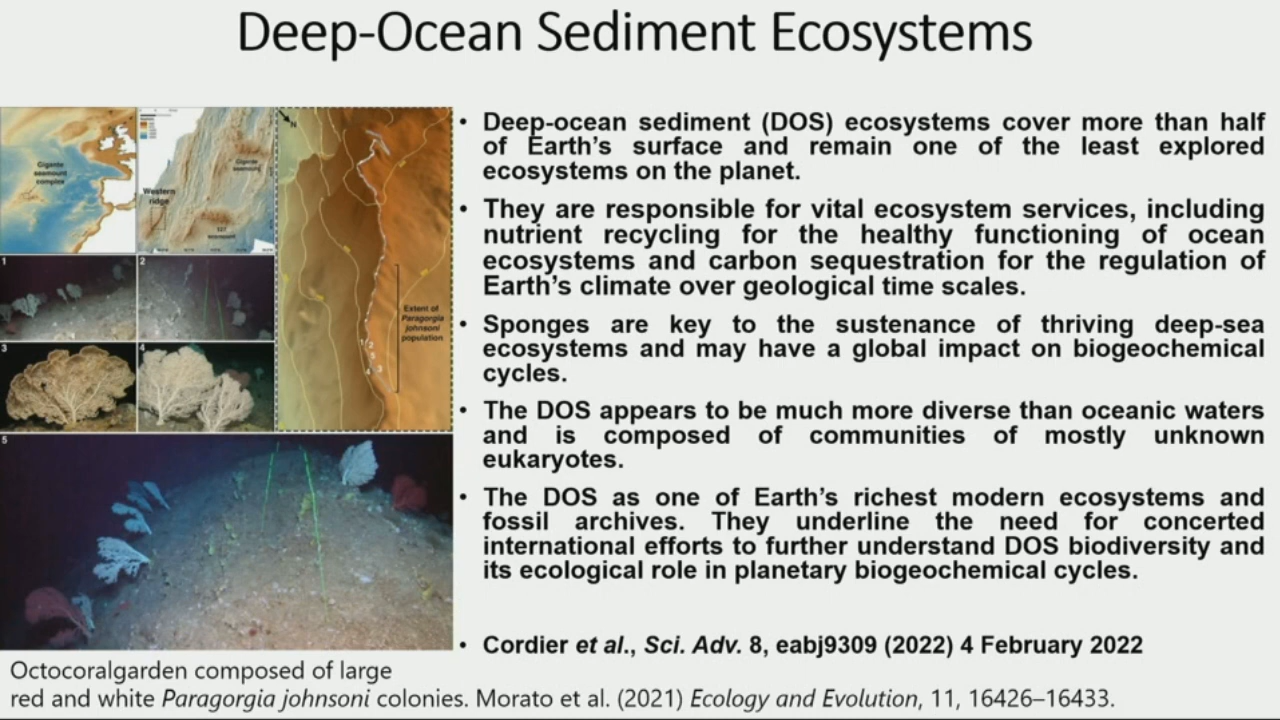 Deep-Ocean Sediment Ecosystems
Gigante
seamount
complex
Western
ridge
Gigante
seamount
127
seamount
N
Extent of
Paragorgia
johnsoni
population
1
2
3
4
5
• Deep-ocean sediment (DOS) ecosystems cover more than half
of Earth’s surface and remain one of the least explored
ecosystems on the planet.
• They are responsible for vital ecosystem services, including
nutrient recycling for the healthy functioning of ocean
ecosystems and carbon sequestration for the regulation of
Earth’s climate over geological time scales.
• Sponges are key to the sustenance of thriving deep-sea
ecosystems and may have a global impact on biogeochemical
cycles.
• The DOS appears to be much more diverse than oceanic waters
and is composed of communities of mostly unknown
eukaryotes.
• The DOS as one of Earth’s richest modern ecosystems and
fossil archives. They underline the need for concerted
international efforts to further understand DOS biodiversity and
its ecological role in planetary biogeochemical cycles.
• Cordier et al., Sci. Adv. 8, eabj9309 (2022) 4 February 2022
Octocoralgarden composed of large
red and white Paragorgia johnsoni colonies. Morato et al. (2021) Ecology and Evolution, 11, 16426–16433.